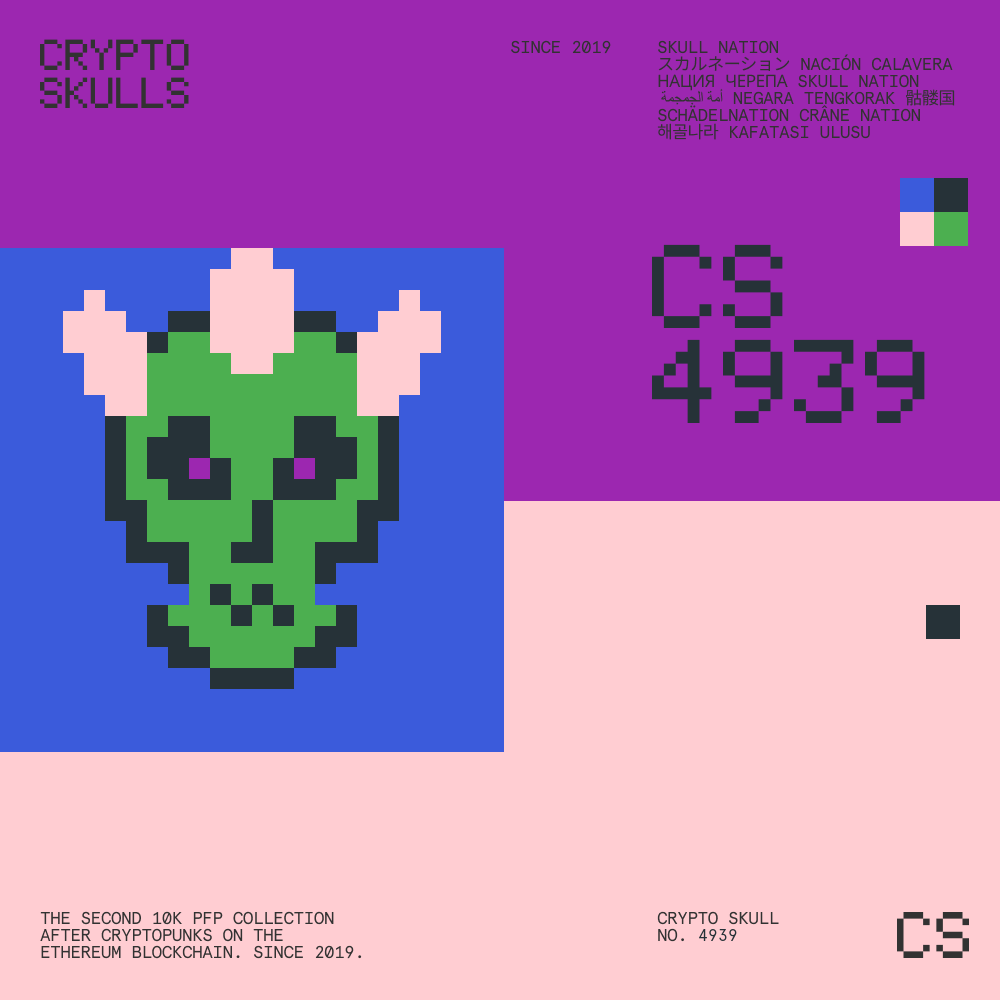 CRYPTO
SKULLS
SINCE 2019
SKULL NATION
スカルネーション NACIÓN CALAVERA
НАЦИЯ ЧЕРЕПА SKULL NATION
أمة الجمجمة NEGARA TENGKORAK 骷髅国
SCHÄDELNATION CRÂNE NATION
해골나라 KAFATASI ULUSU
CS
4939
THE SECOND 10K PFP COLLECTION
AFTER CRYPTOPUNKS ON THE
ETHEREUM BLOCKCHAIN. SINCE 2019.
CRYPTO SKULL
NO. 4939
CS